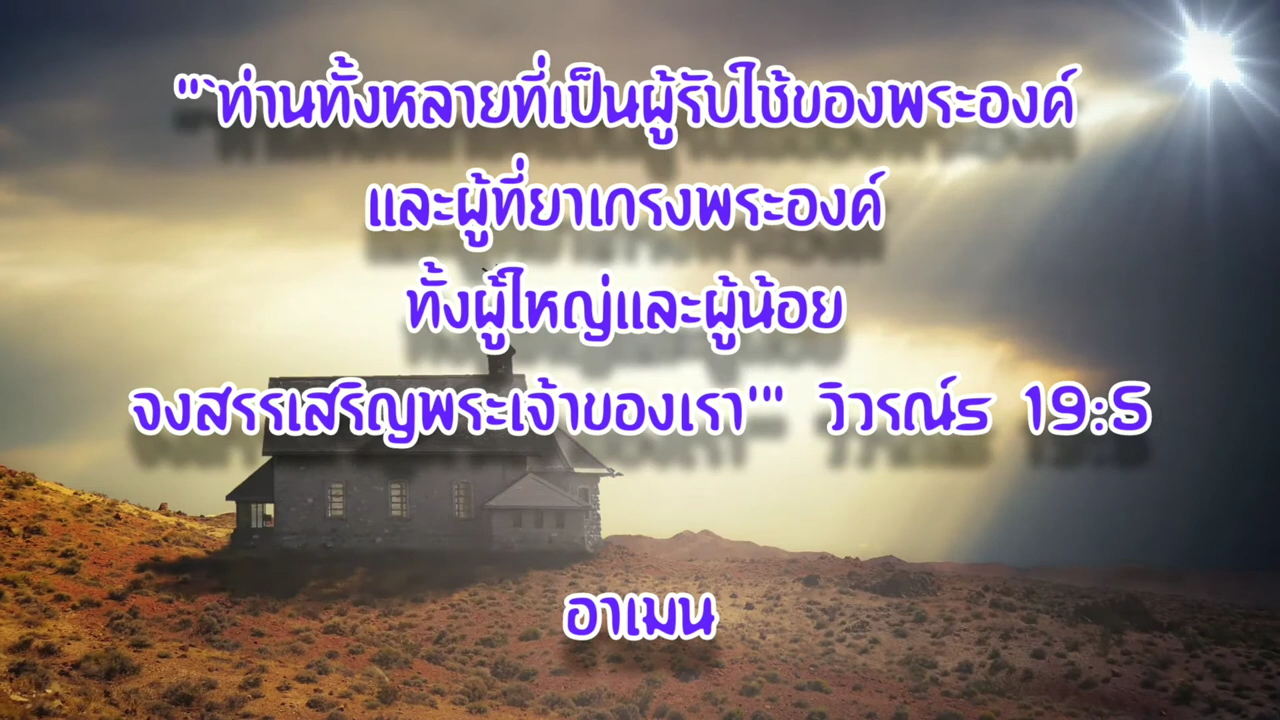 "`ท่านทั้งหลายที่เป็นผู้รับใช้ของพระองค์
และผู้ที่ยำเกรงพระองค์
ทั้งผู้ใหญ่และผู้น้อย
จงสรรเสริญพระเจ้าของเรา'" วิวรณ์ธ 19:5
อาเมน